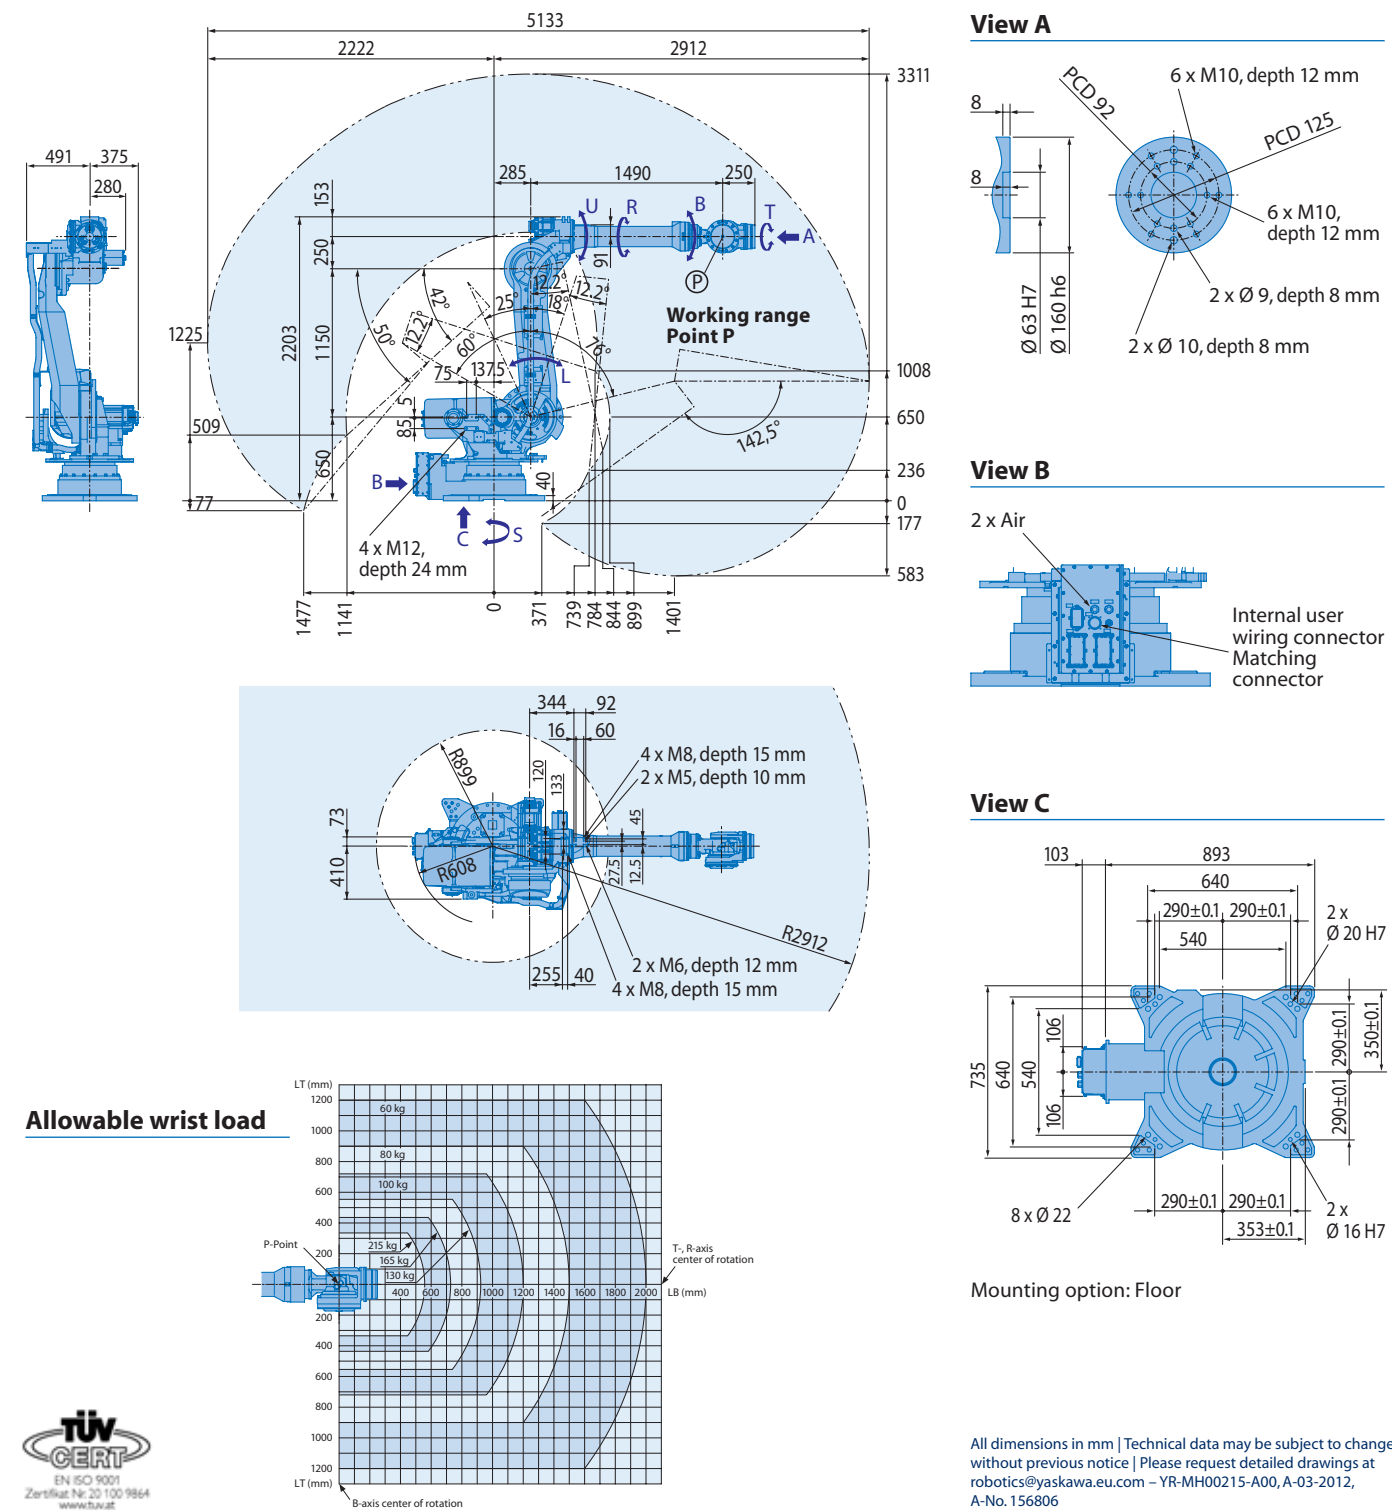 5133
2222
2912
3311
491
375
280
153
250
285
1490
250
U
R
B
T
A
91
P
12.2°
12.2°
25°
18°
42°
50°
12.2°
60°
76°
Working range
Point P
1225
2203
1150
75
137.5
L
1008
650
142,5°
5
85
509
650
236
40
0
77
177
B
C
S
4 x M12,
depth 24 mm
583
1477
1141
0
371
739
784
844
899
1401
344
92
16
60
4 x M8, depth 15 mm
2 x M5, depth 10 mm
R899
120
133
73
45
410
R608
27.5
12.5
R2912
2 x M6, depth 12 mm
255
40
4 x M8, depth 15 mm
Allowable wrist load
LT (mm)
1200
1000
800
600
400
200
200
400
600
800
1000
1200
LT (mm)
60 kg
80 kg
100 kg
215 kg
165 kg
130 kg
P-Point
400
600
800
1000
1200
1400
1600
1800
2000
LB (mm)
T-, R-axis
center of rotation
B-axis center of rotation
TÜV
CERT
EN ISO 9001
Zertifikat Nr. 20 100 9864
www.tuv.at
View A
8
8
PCD 92
6 x M10, depth 12 mm
PCD 125
6 x M10,
depth 12 mm
2 x Ø 9, depth 8 mm
2 x Ø 10, depth 8 mm
Ø 63 H7
Ø 160 h6
View B
2 x Air
Internal user
wiring connector
Matching
connector
View C
103
893
640
290±0.1
290±0.1
540
2 x
Ø 20 H7
735
640
540
106
106
290±0.1
290±0.1
350±0.1
8 x Ø 22
290±0.1
290±0.1
353±0.1
2 x
Ø 16 H7
Mounting option: Floor
All dimensions in mm | Technical data may be subject to change
without previous notice | Please request detailed drawings at
robotics@yaskawa.eu.com – YR-MH00215-A00, A-03-2012,
A-No. 156806